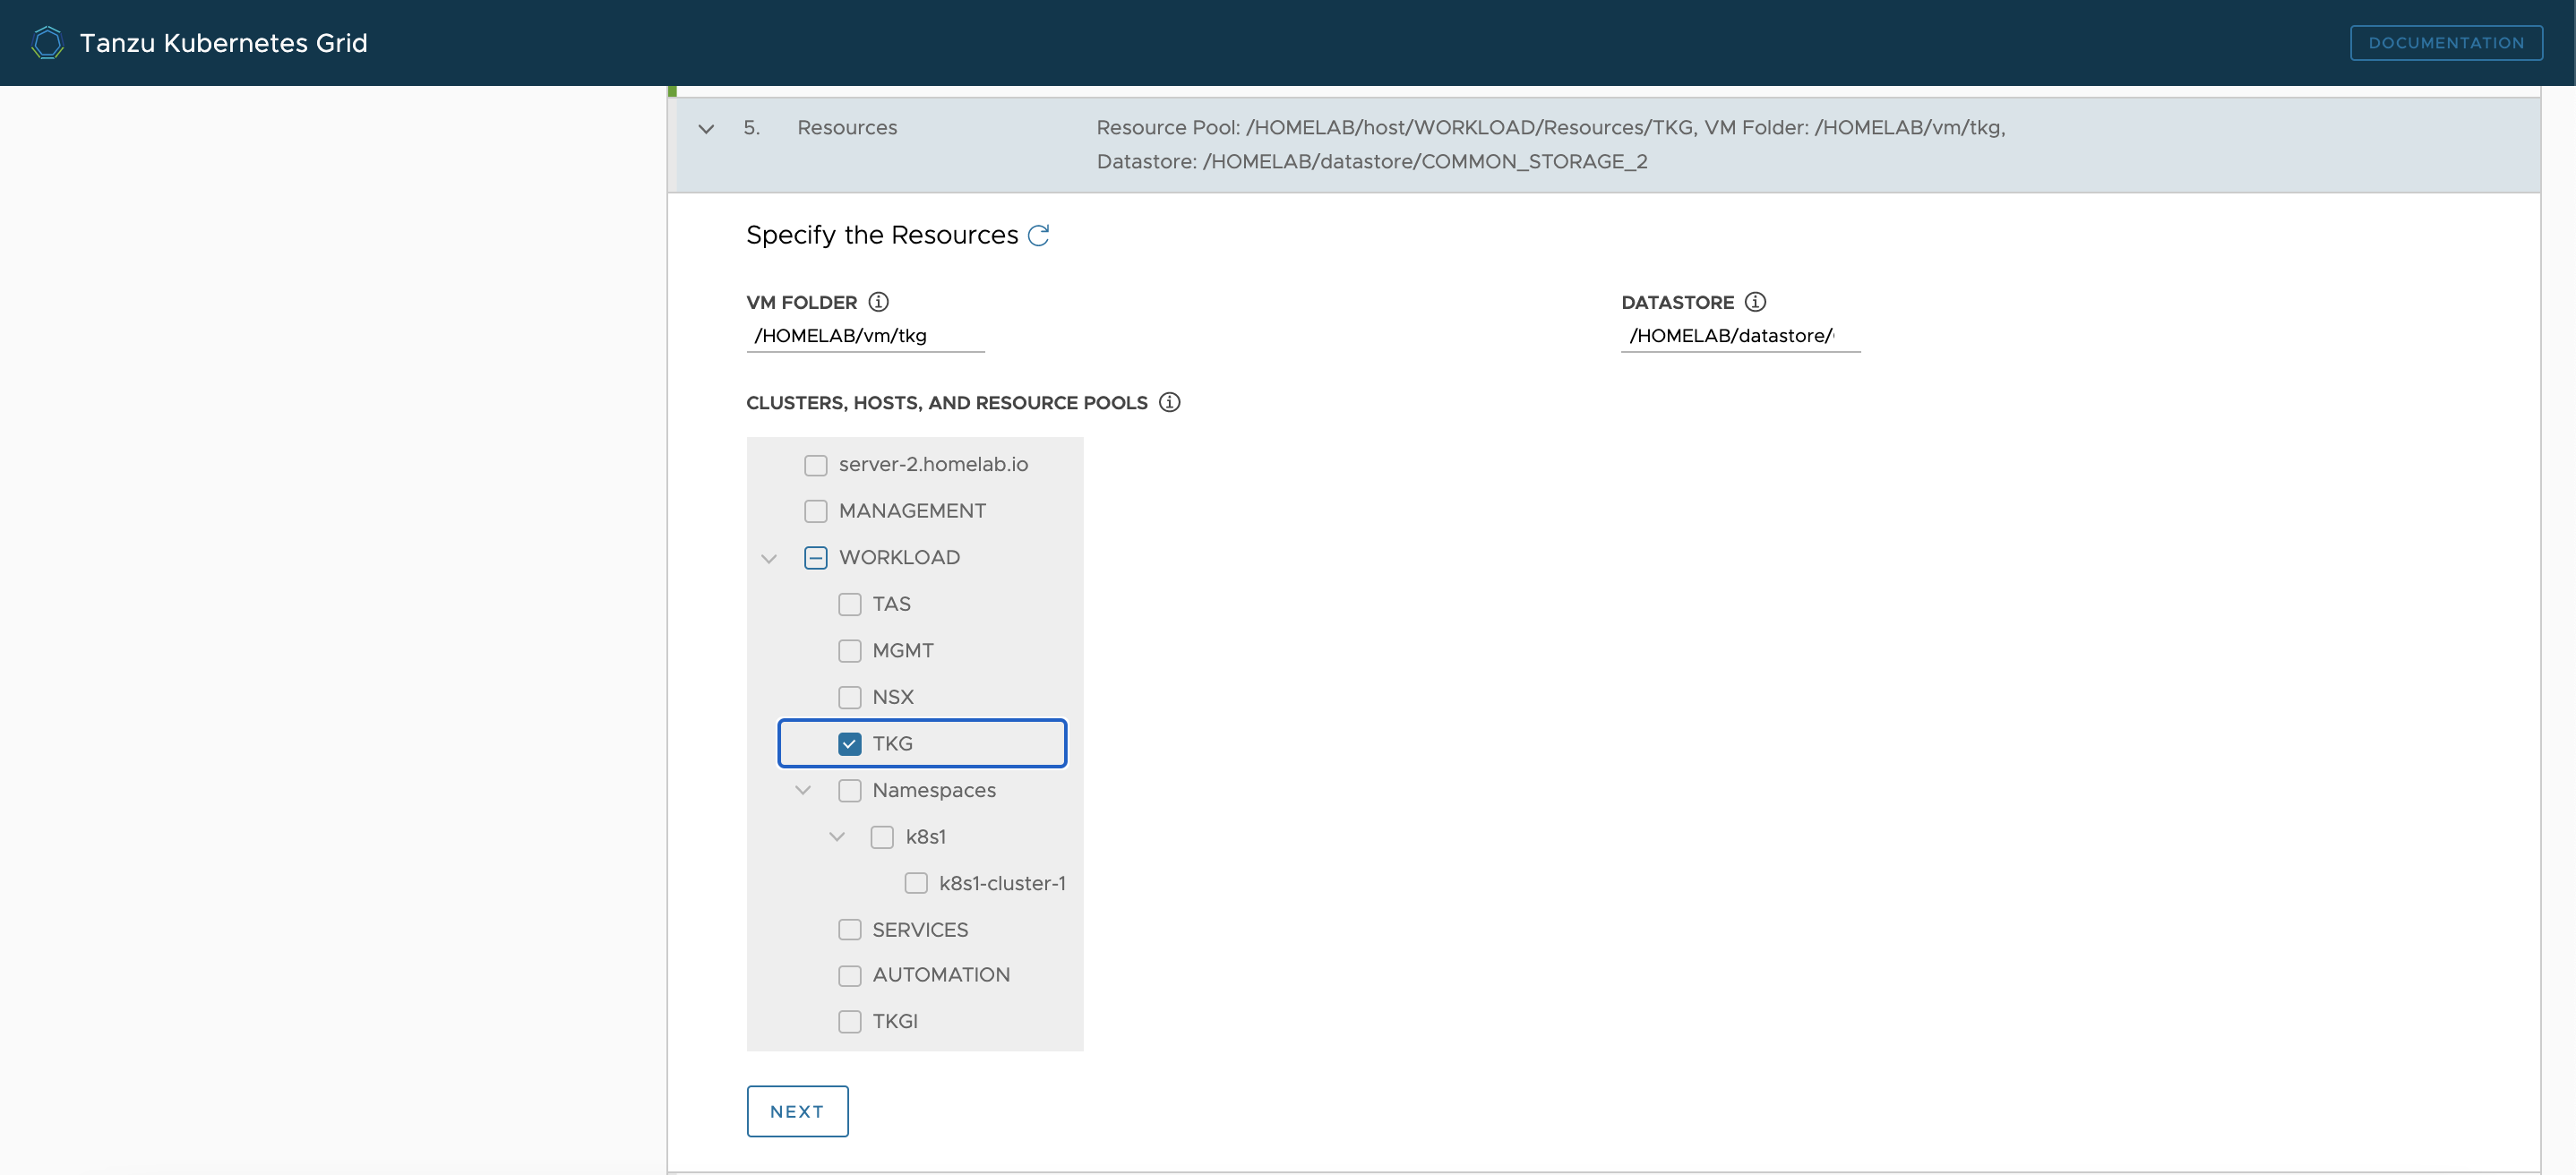 Tanzu Kubernetes Grid
DOCUMENTATION
5. Resources Resource Pool: /HOMELAB/host/WORKLOAD/Resources/TKG, VM Folder: /HOMELAB/vm/tkg,
Datastore: /HOMELAB/datastore/COMMON_STORAGE_2
Specify the Resources
VM FOLDER
/HOMELAB/vm/tkg
DATASTORE
/HOMELAB/datastore/
CLUSTERS, HOSTS, AND RESOURCE POOLS
server-2.homelab.io
MANAGEMENT
WORKLOAD
TAS
MGMT
NSX
TKG
Namespaces
k8s1
k8s1-cluster-1
SERVICES
AUTOMATION
TKGI
NEXT